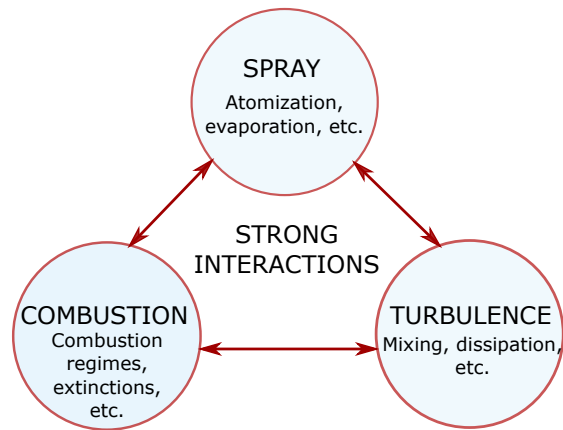 SPRAY
Atomization,
evaporation, etc.
STRONG
INTERACTIONS
COMBUSTION
Combustion
regimes,
extinctions,
etc.
TURBULENCE
Mixing, dissipation,
etc.